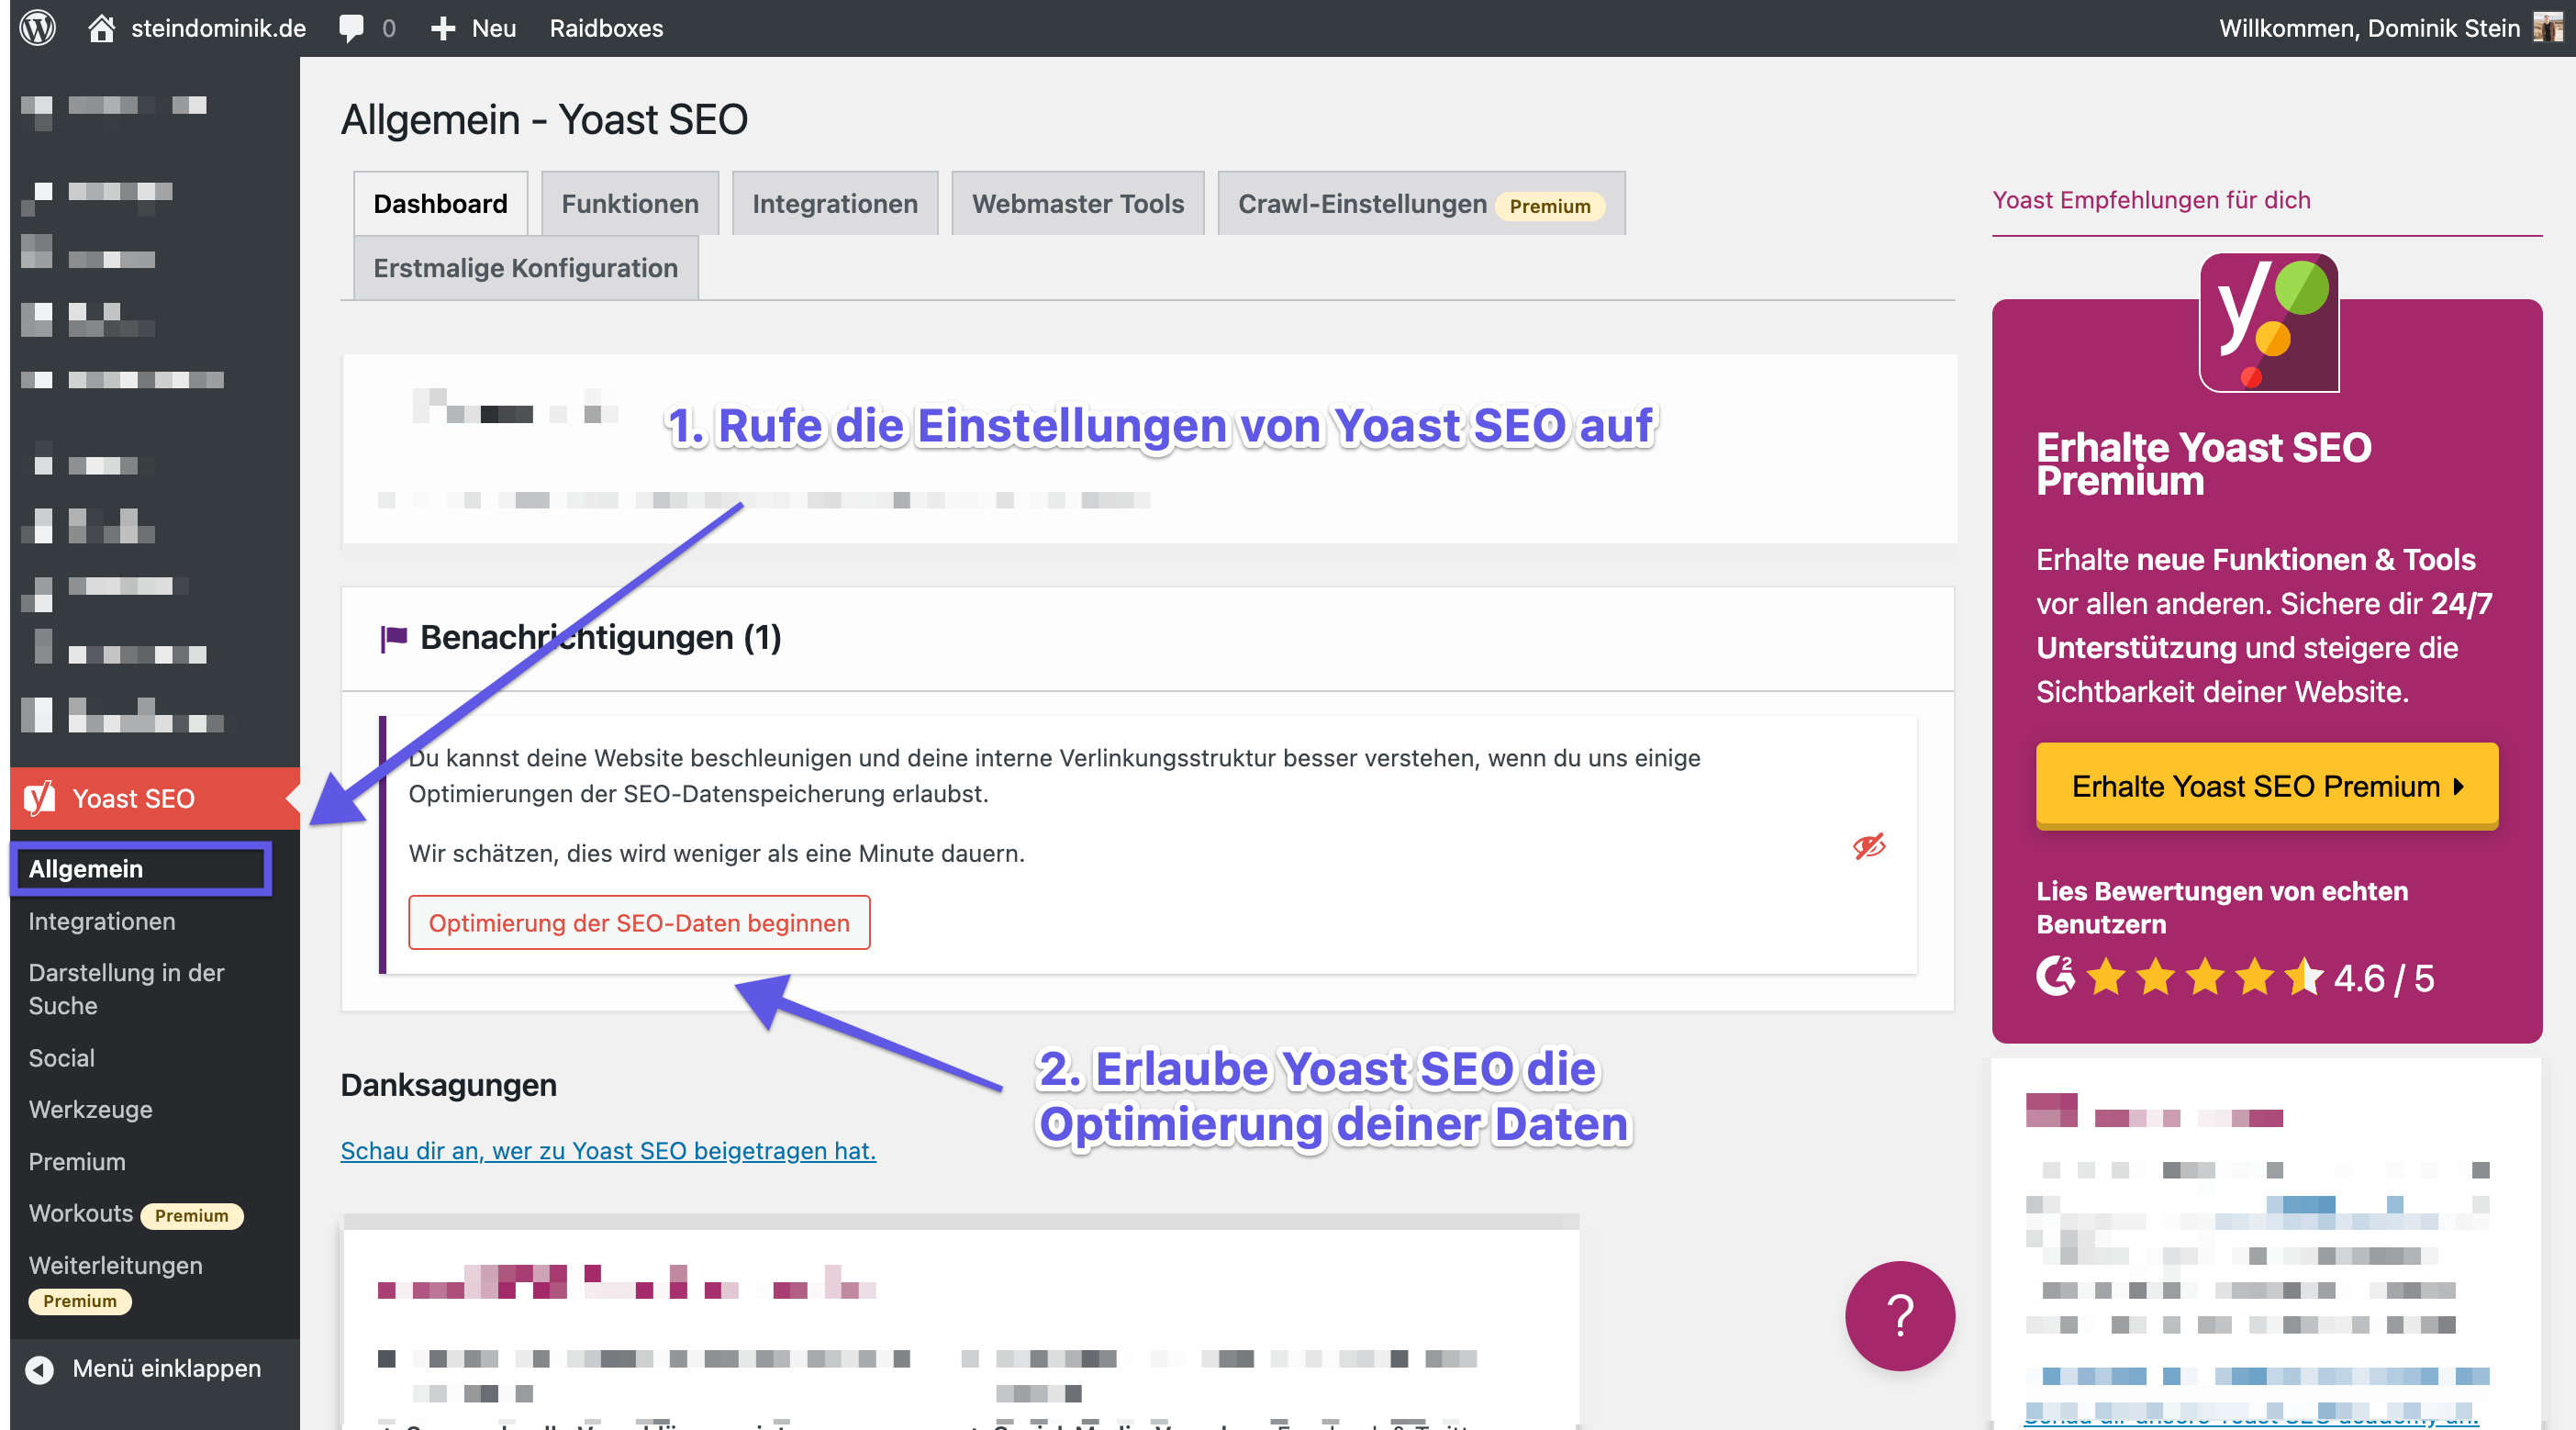 steindominik.de 0 Neu Raidboxes Willkommen, Dominik Stein
Allgemein - Yoast SEO
Dashboard Funktionen Integrationen Webmaster Tools Crawl-Einstellungen Premium
Erstmalige Konfiguration
1. Rufe die Einstellungen von Yoast SEO auf
Benachrichtigungen (1)
Du kannst deine Website beschleunigen und deine interne Verlinkungsstruktur besser verstehen, wenn du uns einige
Optimierungen der SEO-Datenspeicherung erlaubst.
Wir schätzen, dies wird weniger als eine Minute dauern.
Optimierung der SEO-Daten beginnen
2. Erlaube Yoast SEO die
Optimierung deiner Daten
Danksagungen
Schau dir an, wer zu Yoast SEO beigetragen hat.
Yoast SEO
Allgemein
Integrationen
Darstellung in der
Suche
Social
Werkzeuge
Premium
Workouts Premium
Weiterleitungen
Premium
Menü einklappen
Yoast Empfehlungen für dich
Erhalte Yoast SEO
Premium
Erhalte neue Funktionen & Tools
vor allen anderen. Sichere dir 24/7
Unterstützung und steigere die
Sichtbarkeit deiner Website.
Erhalte Yoast SEO Premium
Lies Bewertungen von echten
Benutzern
4.6 / 5
?